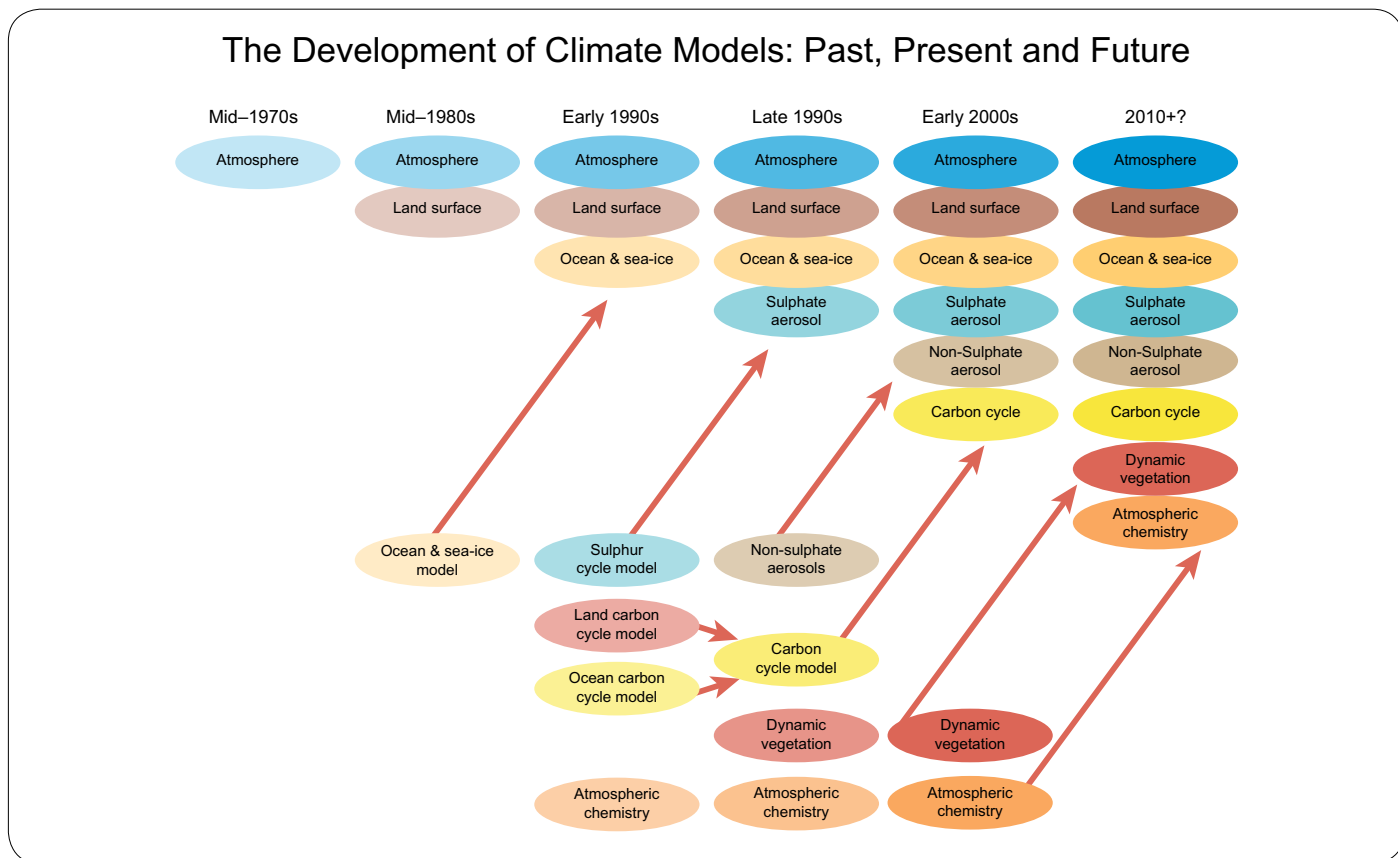 The Development of Climate Models: Past, Present and Future
Mid–1970s
Mid–1980s
Early 1990s
Late 1990s
Early 2000s
2010+?
Atmosphere
Atmosphere
Atmosphere
Atmosphere
Atmosphere
Atmosphere
Land surface
Land surface
Land surface
Land surface
Land surface
Ocean & sea-ice
Ocean & sea-ice
Ocean & sea-ice
Ocean & sea-ice
Sulphate
aerosol
Sulphate
aerosol
Sulphate
aerosol
Non-Sulphate
aerosol
Non-Sulphate
aerosol
Carbon cycle
Carbon cycle
Dynamic
vegetation
Atmospheric
chemistry
Ocean & sea-ice
model
Sulphur
cycle model
Non-sulphate
aerosols
Land carbon
cycle model
Carbon
cycle model
Ocean carbon
cycle model
Dynamic
vegetation
Dynamic
vegetation
Atmospheric
chemistry
Atmospheric
chemistry
Atmospheric
chemistry